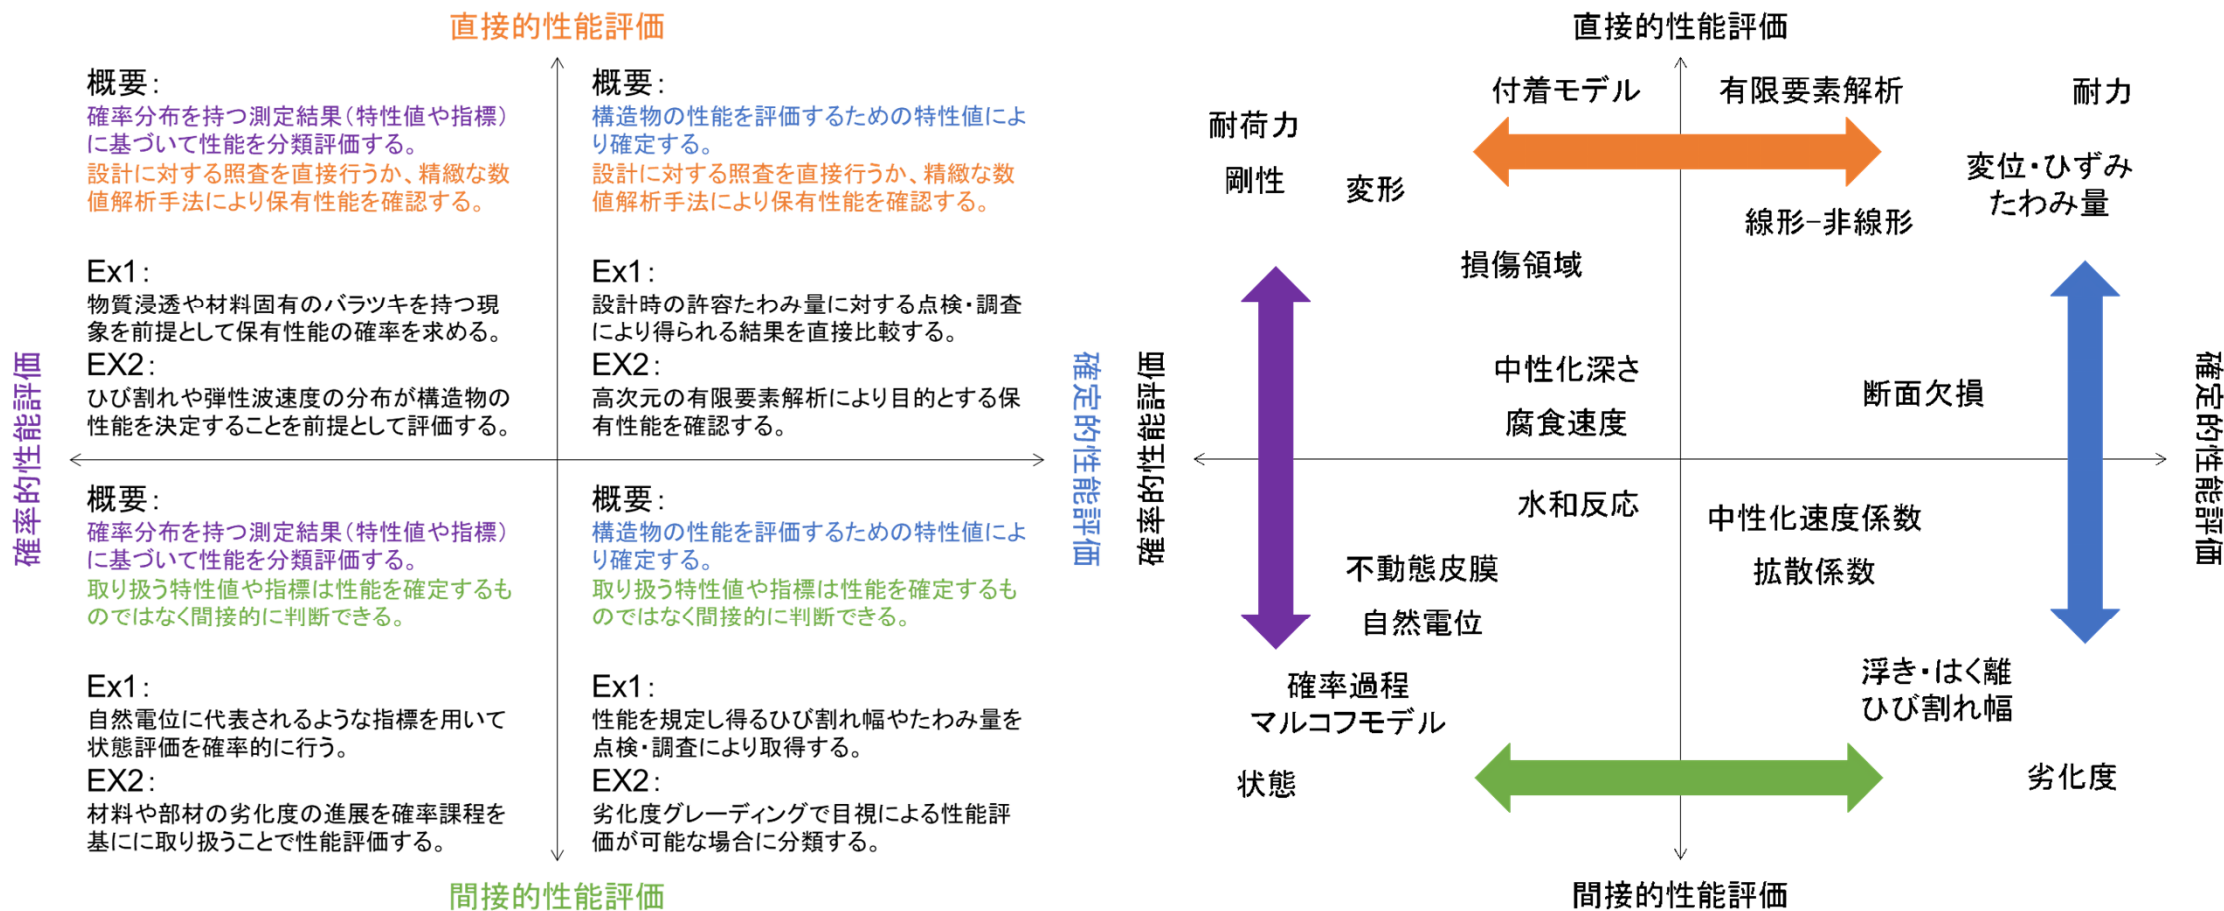 直接的性能評価
概要：
確率分布を持つ測定結果（特性値や指標）
に基づいて性能を分類評価する。
設計に対する照査を直接行うか、精緻な数
値解析手法により保有性能を確認する。
Ex1：
物質浸透や材料固有のバラツキを持つ現
象を前提として保有性能の確率を求める。
EX2：
ひび割れや弾性波速度の分布が構造物の
性能を決定することを前提として評価する。
概要：
構造物の性能を評価するための特性値によ
り確定する。
設計に対する照査を直接行うか、精緻な数
値解析手法により保有性能を確認する。
Ex1：
設計時の許容たわみ量に対する点検・調査
により得られる結果を直接比較する。
EX2：
高次元の有限要素解析により目的とする保
有性能を確認する。
確率的性能評価
確定的性能評価
概要：
確率分布を持つ測定結果（特性値や指標）
に基づいて性能を分類評価する。
取り扱う特性値や指標は性能を確定するも
のではなく間接的に判断できる。
Ex1：
自然電位に代表されるような指標を用いて
状態評価を確率的に行う。
EX2：
材料や部材の劣化度の進展を確率課程を
基にに取り扱うことで性能評価する。
概要：
構造物の性能を評価するための特性値によ
り確定する。
取り扱う特性値や指標は性能を確定するも
のではなく間接的に判断できる。
Ex1：
性能を規定し得るひび割れ幅やたわみ量を
点検・調査により取得する。
EX2：
劣化度グレーディングで目視による性能評
価が可能な場合に分類する。
間接的性能評価
直接的性能評価
付着モデル
有限要素解析
耐力
耐荷力
剛性
変形
変位・ひずみ
たわみ量
線形-非線形
損傷領域
中性化深さ
腐食速度
断面欠損
確率的性能評価
確定的性能評価
水和反応
中性化速度係数
不動態皮膜
拡散係数
自然電位
確率過程
マルコフモデル
浮き・はく離
ひび割れ幅
状態
劣化度
間接的性能評価